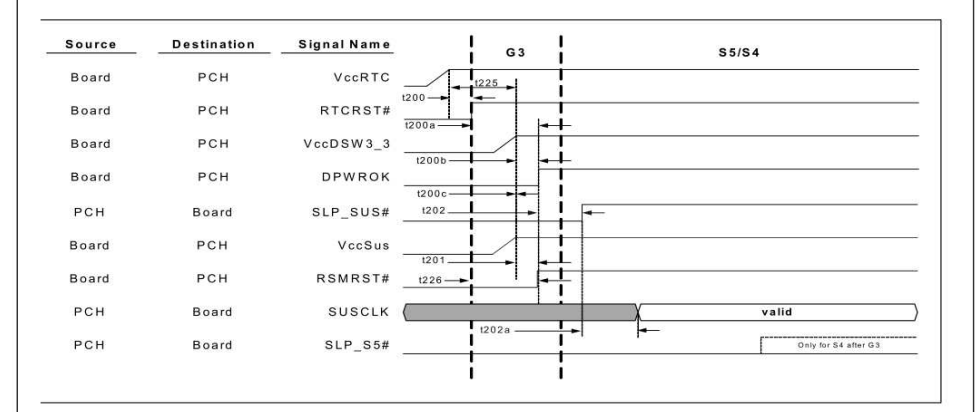 Source Destination Signal Name G3 S5/S4
Board PCH VccRTC
t225
t200
Board PCH RTCRST#
t200a
Board PCH VccDSW3_3
t200b
Board PCH DPWROK
t200c
PCH Board SLP_SUS# t202
Board PCH VccSus
t201
Board PCH RSMRST# t226
PCH Board SUSCLK valid
t202a
PCH Board SLP_S5# Only for S4 after G3